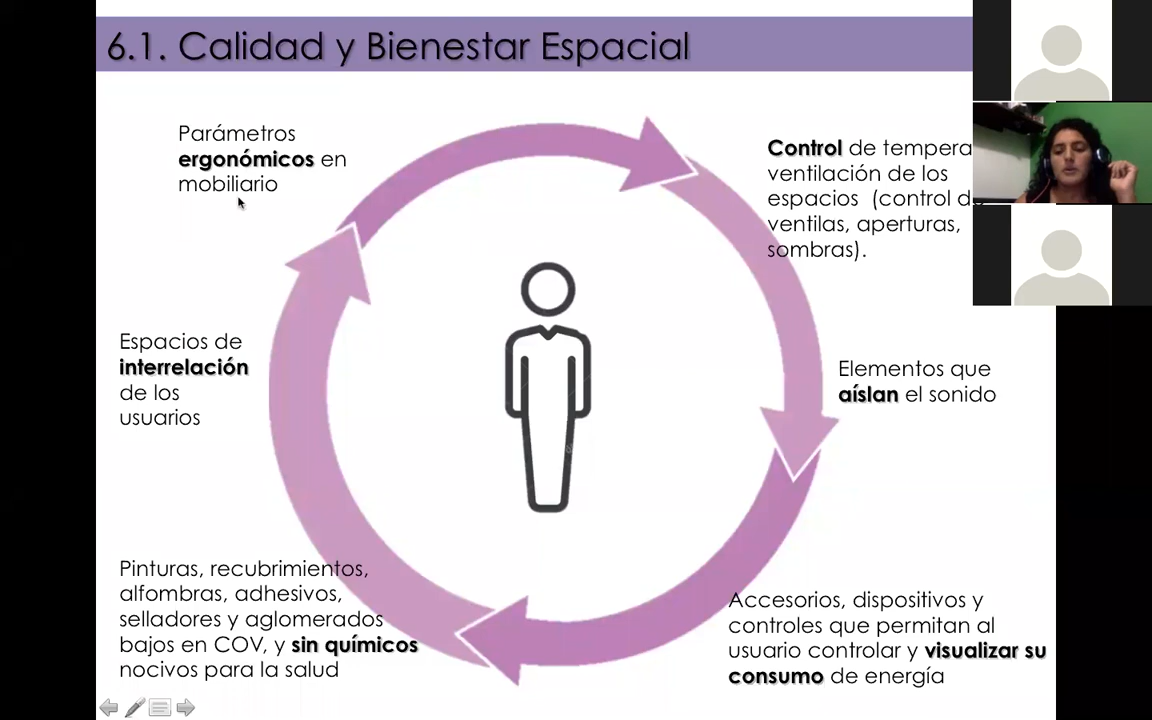 6.1. Calidad y Bienestar Espacial
Parámetros
ergonómicos en
mobiliario
Control de tempera
ventilación de los
espacios (control d
ventilas, aperturas,
sombras).
Espacios de
interrelación
de los
usuarios
Elementos que
aíslan el sonido
Pinturas, recubrimientos,
alfombras, adhesivos,
selladores y aglomerados
bajos en COV, y sin químicos
nocivos para la salud
Accesorios, dispositivos y
controles que permitan al
usuario controlar y visualizar su
consumo de energía